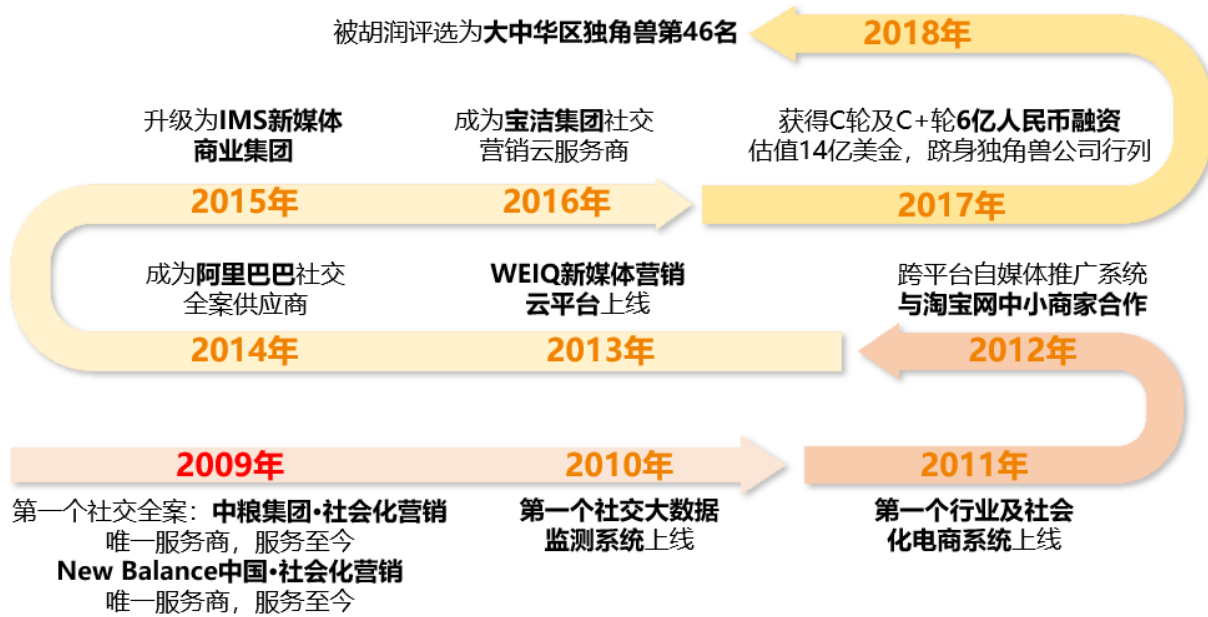 被胡润评选为大中华区独角兽第46名
2018年
升级为IMS新媒体
商业集团
成为宝洁集团社交
营销云服务商
获得C轮及C+轮6亿人民币融资
估值14亿美金，跻身独角兽公司行列
2015年
2016年
2017年
成为阿里巴巴社交
全案供应商
WEIQ新媒体营销
云平台上线
跨平台自媒体推广系统
与淘宝网中小商家合作
2014年
2013年
2012年
2009年
2010年
2011年
第一个社交全案：中粮集团·社会化营销
唯一服务商，服务至今
New Balance中国·社会化营销
唯一服务商，服务至今
第一个社交大数据
监测系统上线
第一个行业及社会
化电商系统上线